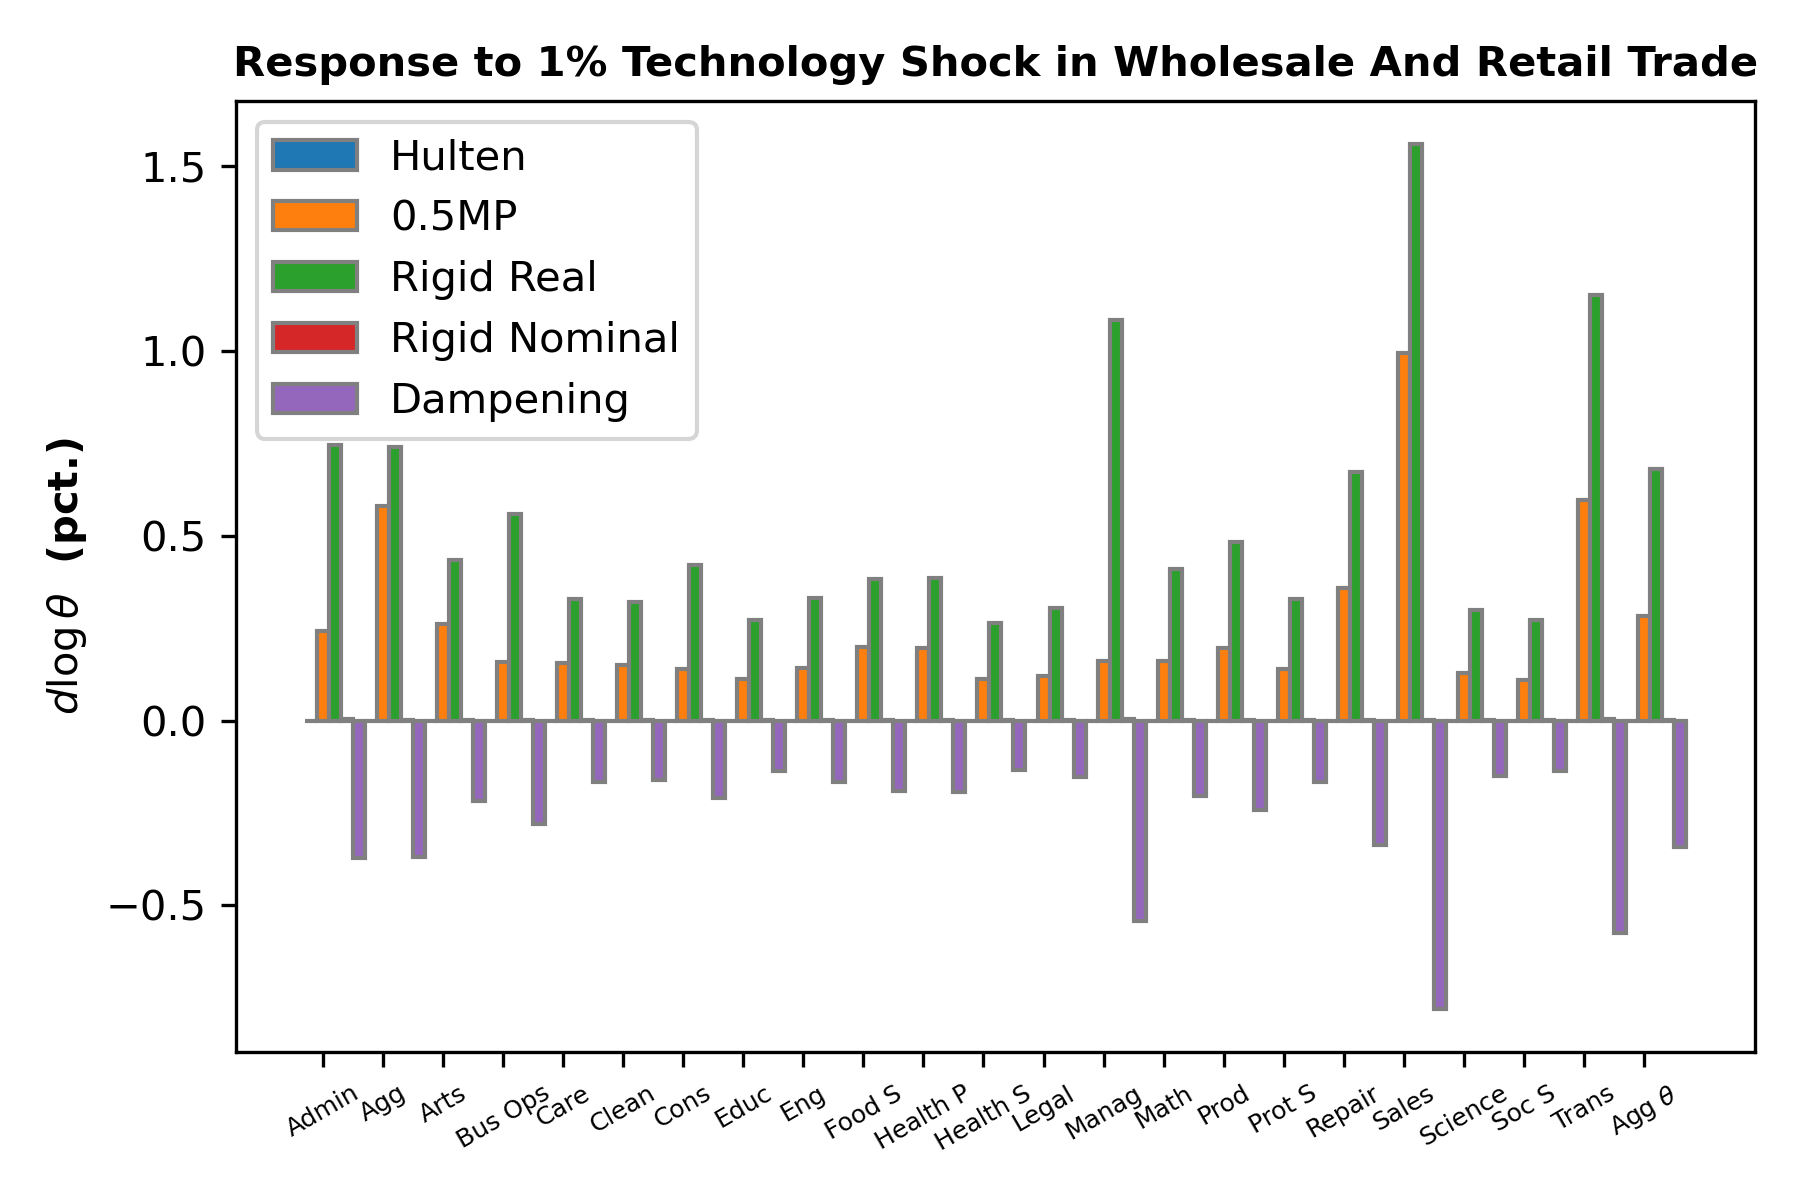 Response to 1% Technology Shock in Wholesale And Retail Trade
Hulten
0.5MP
Rigid Real
Rigid Nominal
Dampening
dlog θ (pct.)
1.5
1.0
0.5
0.0
−0.5
Admin
Agg
Arts
Bus Ops
Care
Clean
Cons
Educ
Eng
Food S
Health P
Health S
Legal
Manag
Math
Prod
Prot S
Repair
Sales
Science
Soc S
Trans
Agg θ